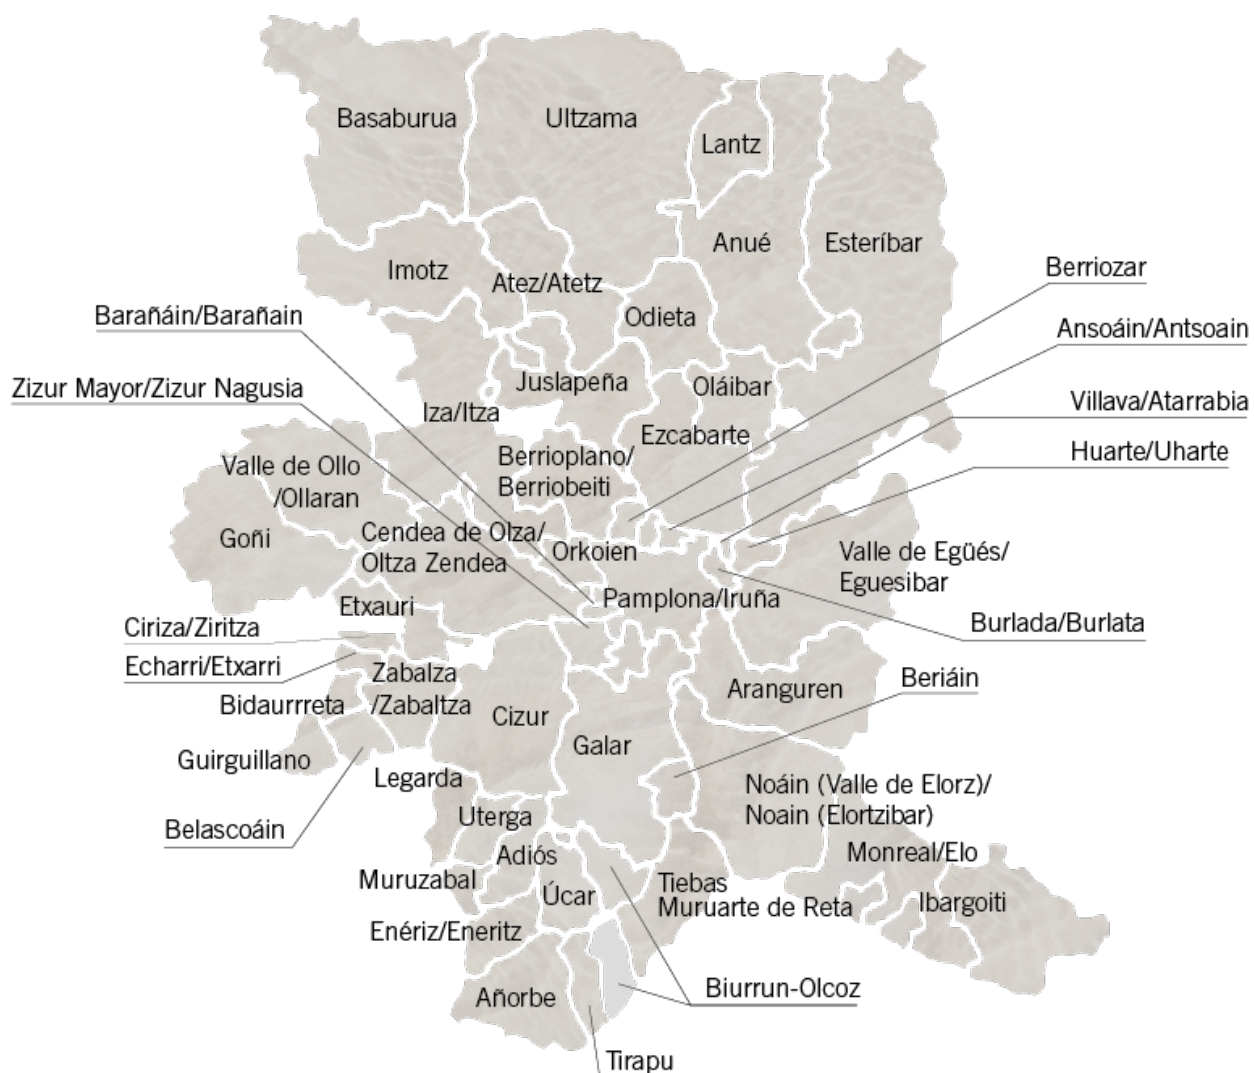 Basaburua
Ultzama
Lantz
Anué
Esteríbar
Imotz
Atez/Atetz
Berriozar
Barañáin/Barañain
Odieta
Ansoáin/Antsoain
Zizur Mayor/Zizur Nagusia
Juslapeña
Oláibar
Villava/Atarrabia
Iza/Itza
Ezcabarte
Huarte/Uharte
Valle de Ollo
/Ollaran
Berrioplano/
Berriobeiti
Goñi
Cendea de Olza/
Oltza Zendea
Orkoien
Valle de Egüés/
Eguesibar
Etxauri
Pamplona/Iruña
Ciriza/Ziritza
Burlada/Burlata
Echarri/Etxarri
Zabalza
/Zabaltza
Aranguren
Beriáin
Bidaurrreta
Cizur
Galar
Guirguillano
Legarda
Noáin (Valle de Elorz)/
Noain (Elortzibar)
Belascoáin
Uterga
Adiós
Monreal/Elo
Muruzabal
Úcar
Tiebas
Muruarte de Reta
Ibargoiti
Enériz/Eneritz
Añorbe
Biurrun-Olcoz
Tirapu